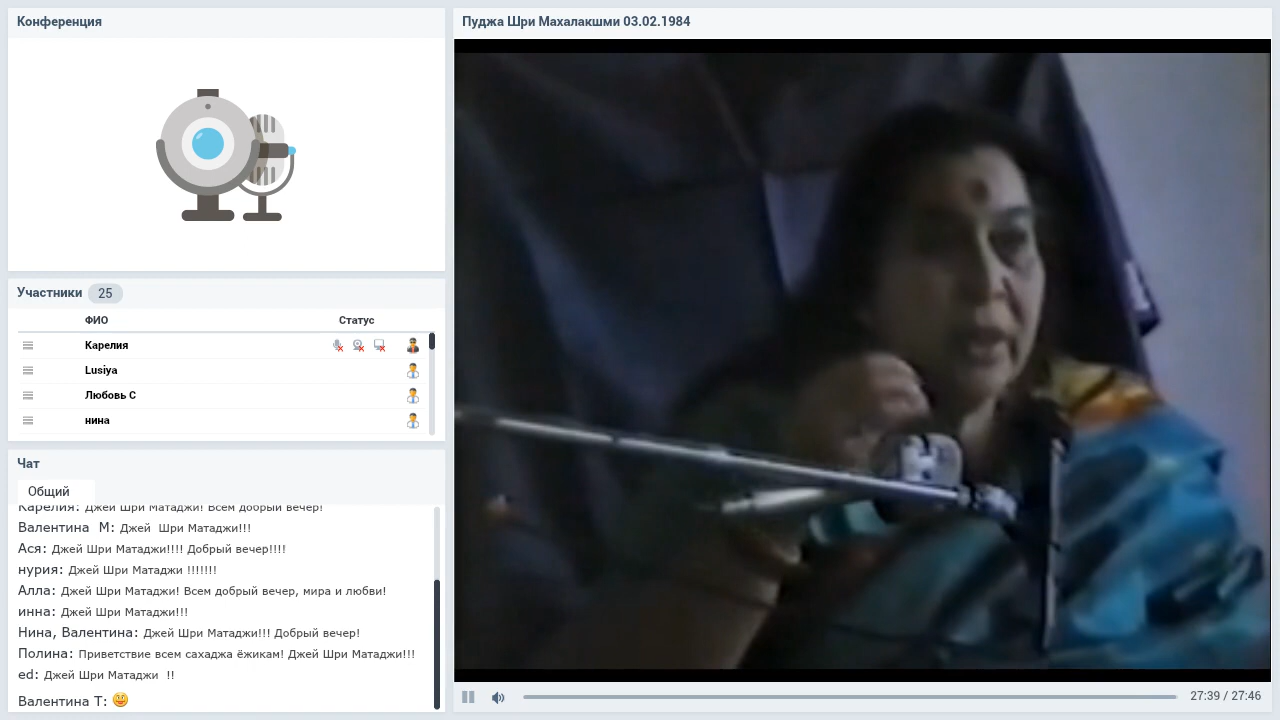 Конференция
Участники 25
ФИО Статус
Карелия
Lusiya
Любовь С
нина
Чат
Общий
Карелия: Джей Шри Матаджи! Всем добрый вечер!
Валентина М: Джей Шри Матаджи!!!
Ася: Джей Шри Матаджи!!!! Добрый вечер!!!!
нурия: Джей Шри Матаджи !!!!!!!
Алла: Джей Шри Матаджи! Всем добрый вечер, мира и любви!
инна: Джей Шри Матаджи!!!
Нина, Валентина: Джей Шри Матаджи!!! Добрый вечер!
Полина: Приветствие всем сахаджа ёжикам! Джей Шри Матаджи!!!
ed: Джей Шри Матаджи !!
Валентина Т:
Пуджа Шри Махалакшми 03.02.1984
27:39 / 27:46